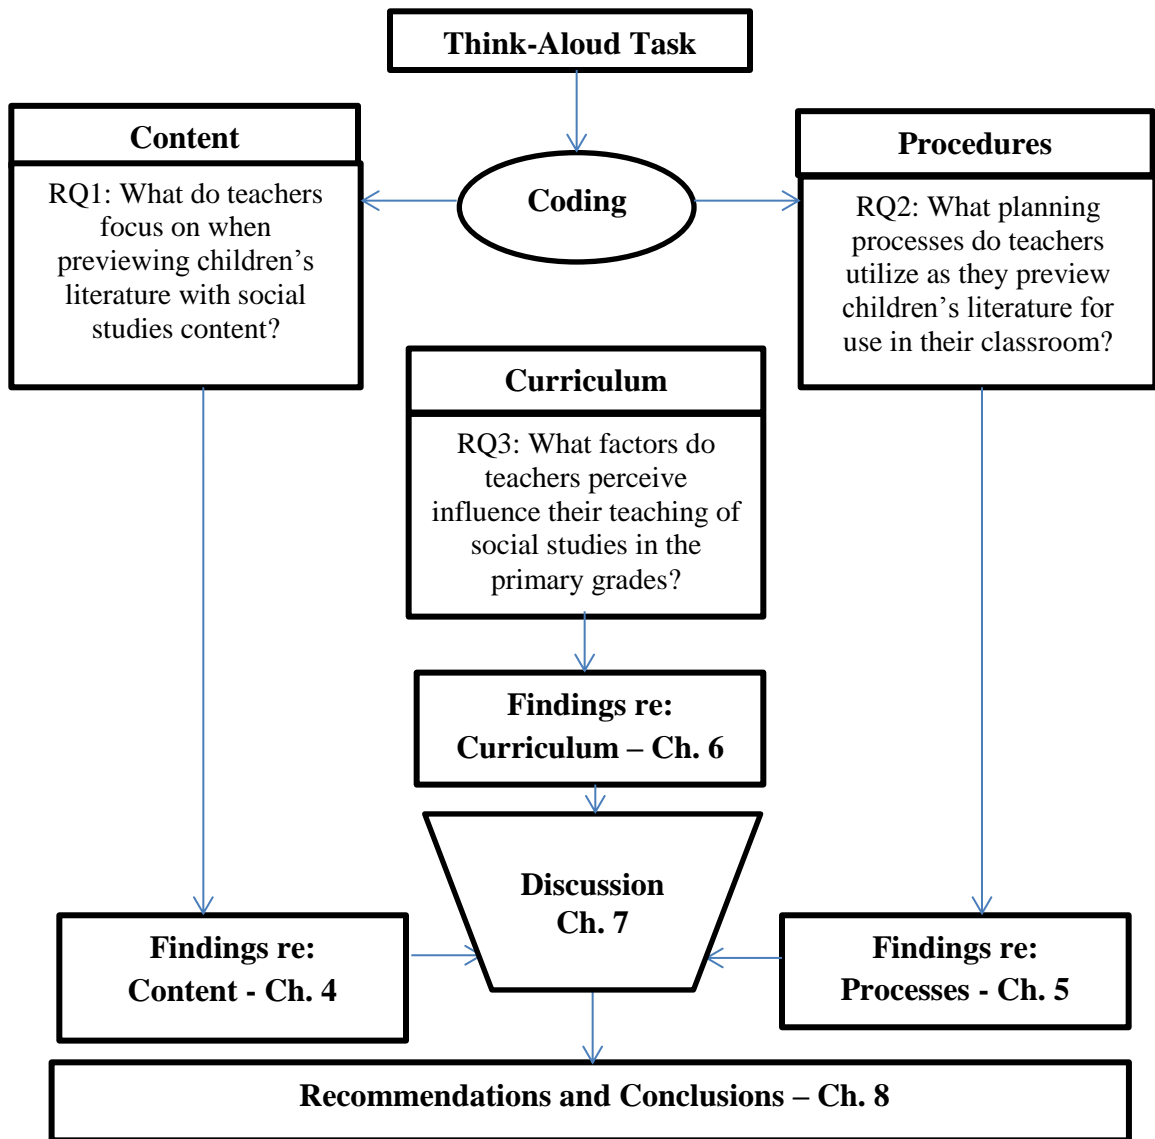 Think-Aloud Task
Content
RQ1: What do teachers
focus on when
previewing children’s
literature with social
studies content?
Coding
Procedures
RQ2: What planning
processes do teachers
utilize as they preview
children’s literature for
use in their classroom?
Curriculum
RQ3: What factors do
teachers perceive
influence their teaching of
social studies in the
primary grades?
Findings re:
Curriculum – Ch. 6
Discussion
Ch. 7
Findings re:
Content - Ch. 4
Findings re:
Processes - Ch. 5
Recommendations and Conclusions – Ch. 8